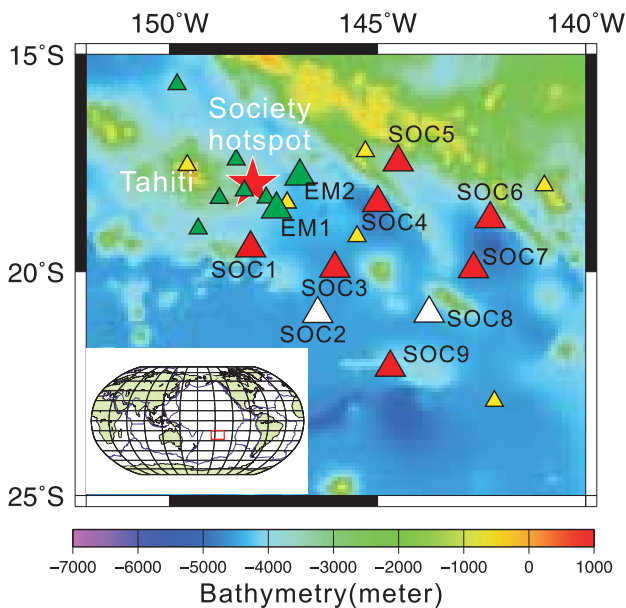 150°W 145°W 140°W
15°S
Society
hotspot
SOC5
Tahiti
EM2
SOC6
EM1
SOC4
SOC1
SOC7
20°S
SOC3
SOC2
SOC8
SOC9
25°S
-7000 -6000 -5000 -4000 -3000 -2000 -1000 0 1000
Bathymetry(meter)